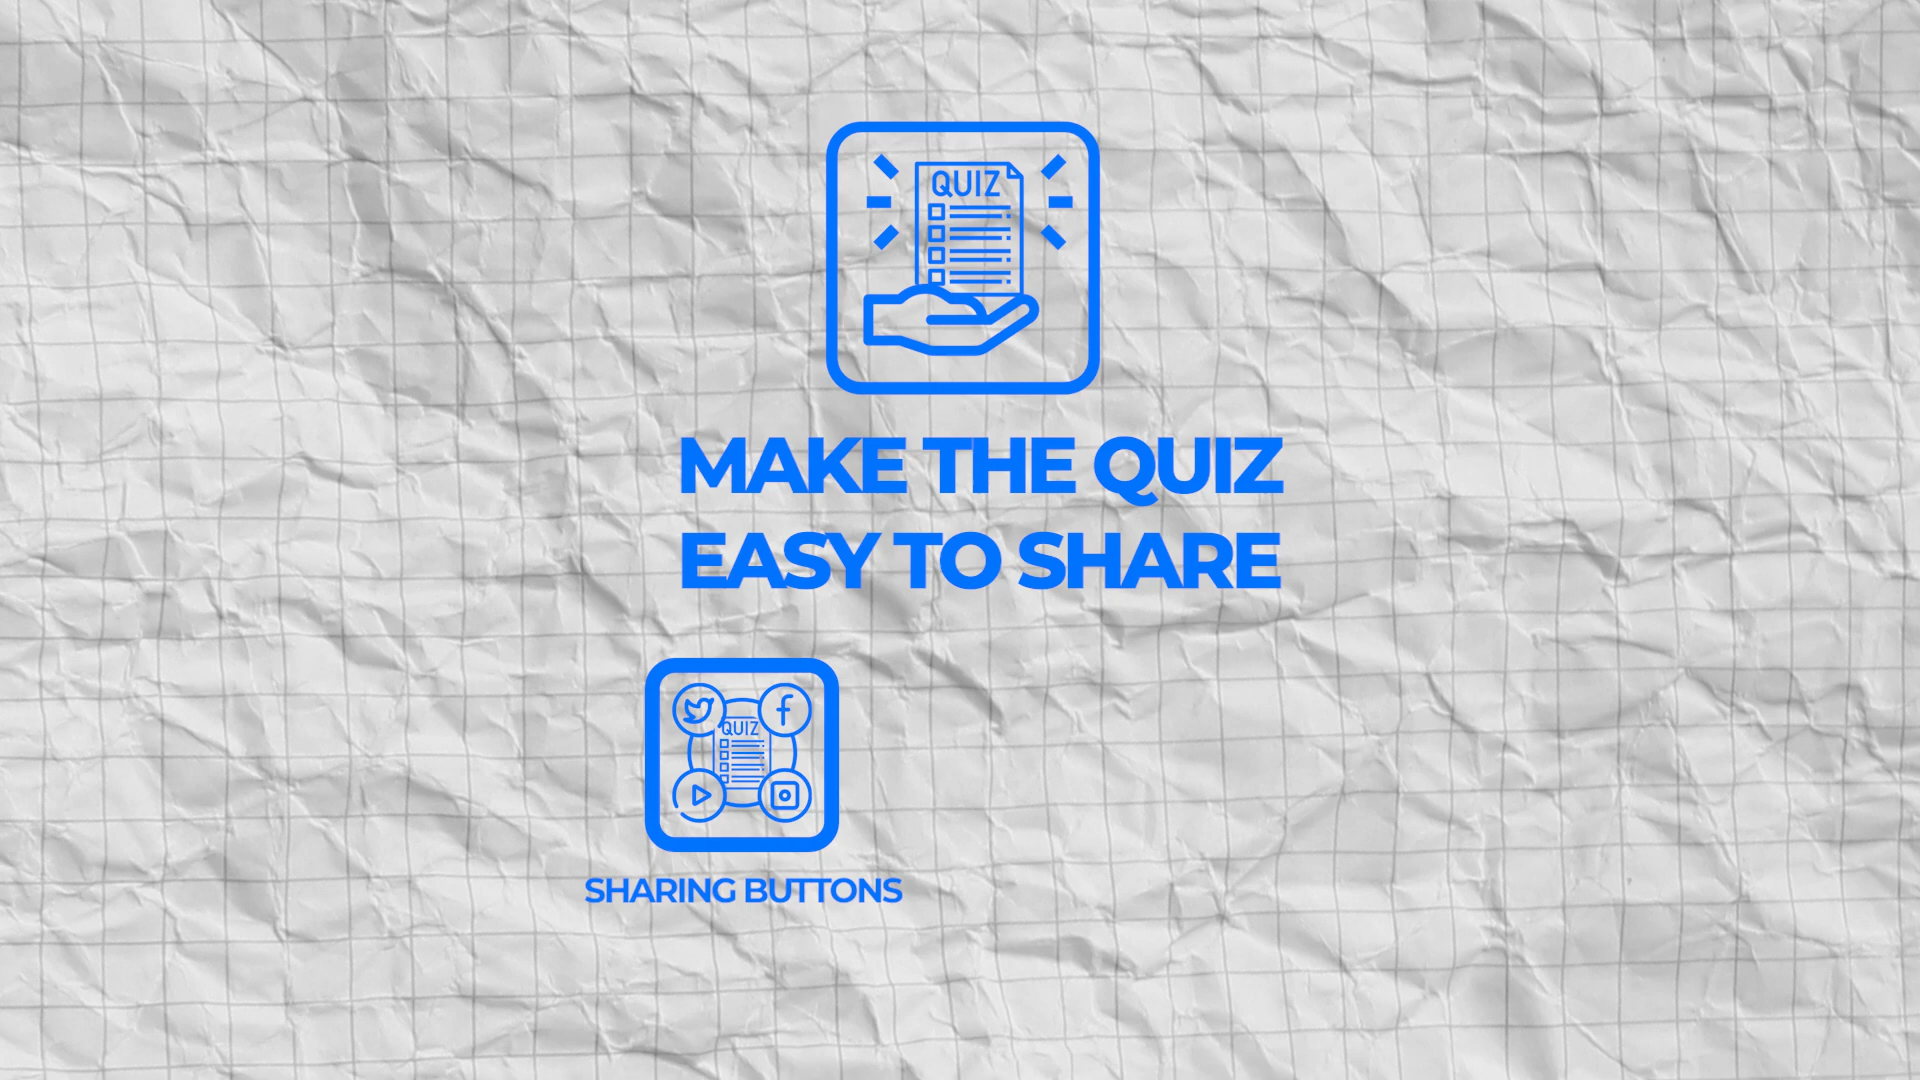 QUIZ
MAKE THE QUIZ
EASY TO SHARE
QUIZ
SHARING BUTTONS